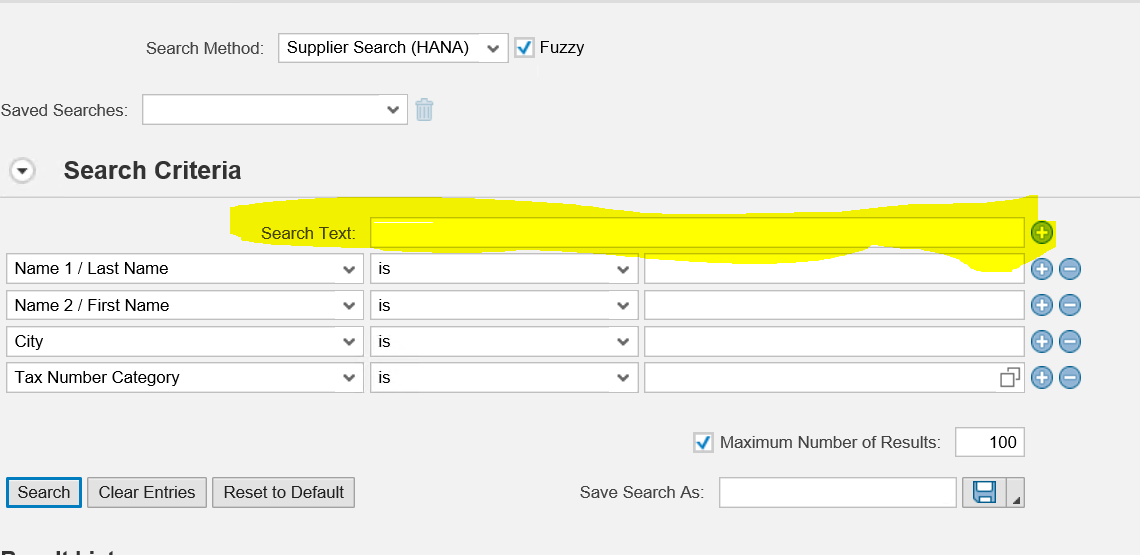 Search Method: Supplier Search (HANA) Fuzzy
Saved Searches:
Search Criteria
Search Text:
Name 1 / Last Name is
Name 2 / First Name is
City is
Tax Number Category is
Maximum Number of Results: 100
Search Clear Entries Reset to Default Save Search As: